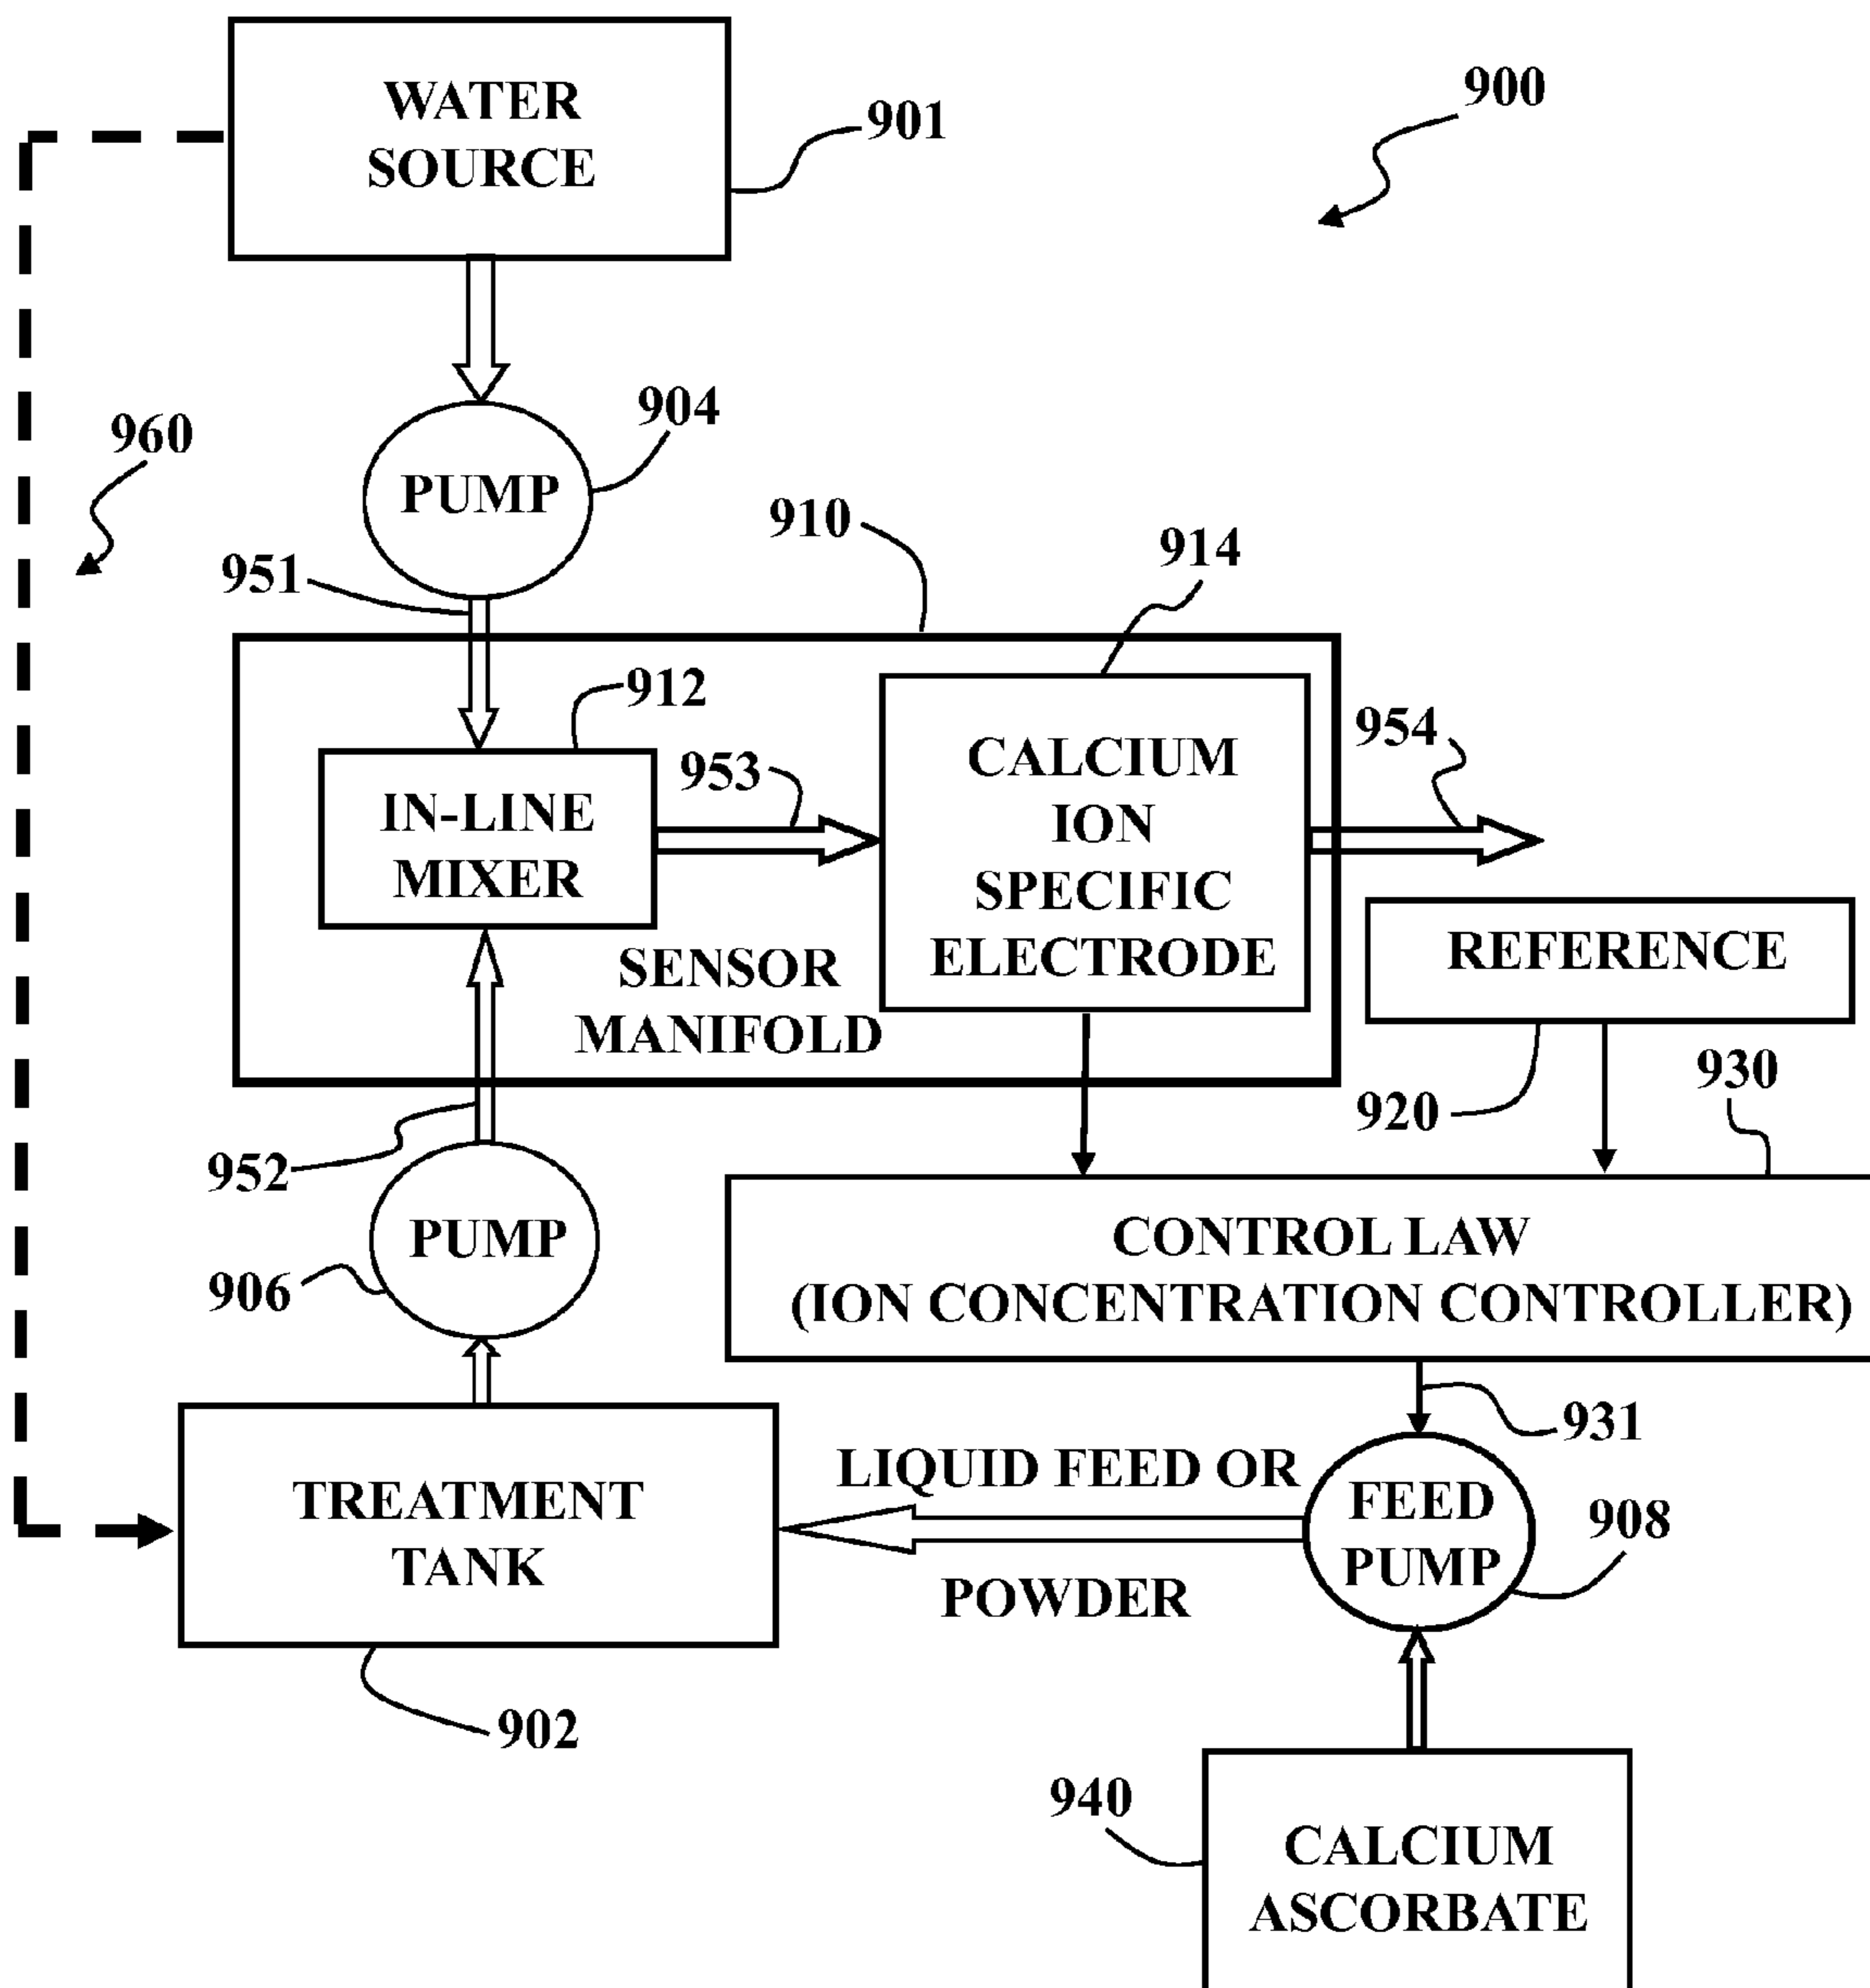 WATER
SOURCE
901
900
960
PUMP
904
951
910
914
912
IN-LINE
MIXER
953
CALCIUM
ION
SPECIFIC
ELECTRODE
954
SENSOR
MANIFOLD
REFERENCE
920
930
952
PUMP
906
CONTROL LAW
(ION CONCENTRATION CONTROLLER)
931
TREATMENT
TANK
902
LIQUID FEED OR
POWDER
FEED
PUMP
908
940
CALCIUM
ASCORBATE